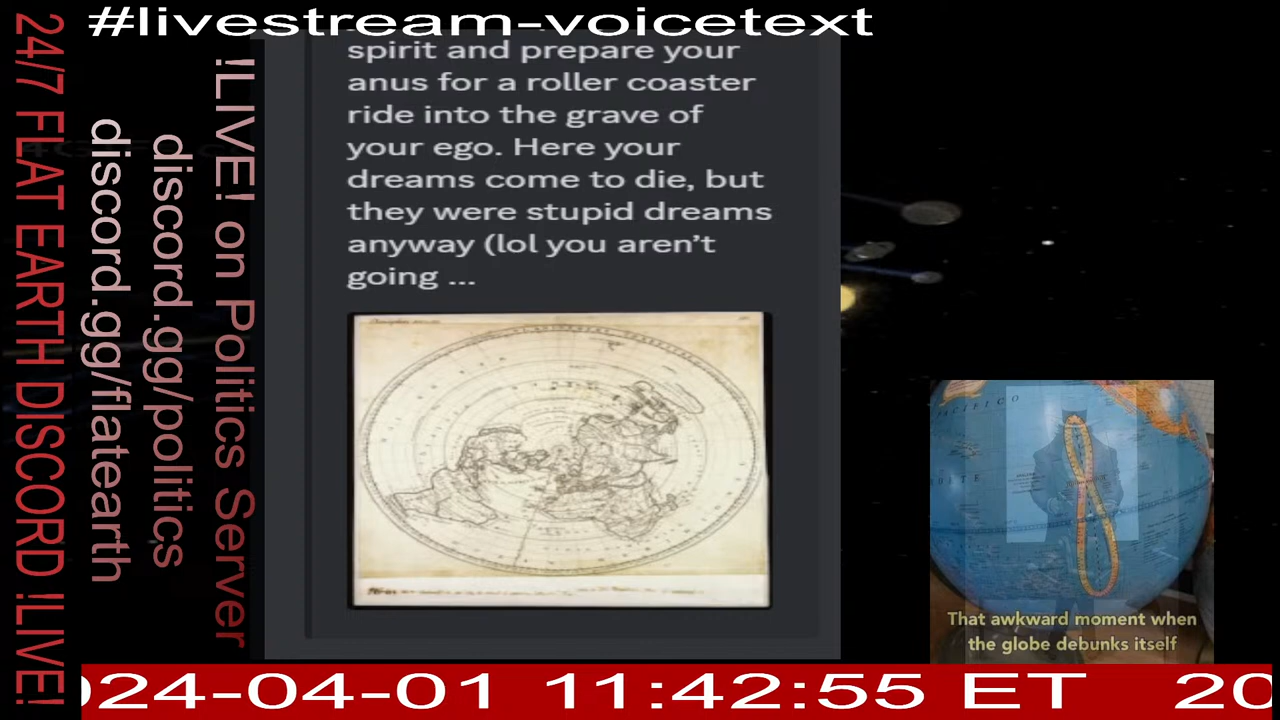 #livestream-voicetext
24/7 FLAT EARTH DISCORD !LIVE!
discord.gg/flatearth
discord.gg/politics
!LIVE! on Politics Server
spirit and prepare your
anus for a roller coaster
ride into the grave of
your ego. Here your
dreams come to die, but
they were stupid dreams
anyway (lol you aren’t
going ...
PACIFICO
That awkward moment when
the globe debunks itself
024-04-01 11:42:55 ET 20